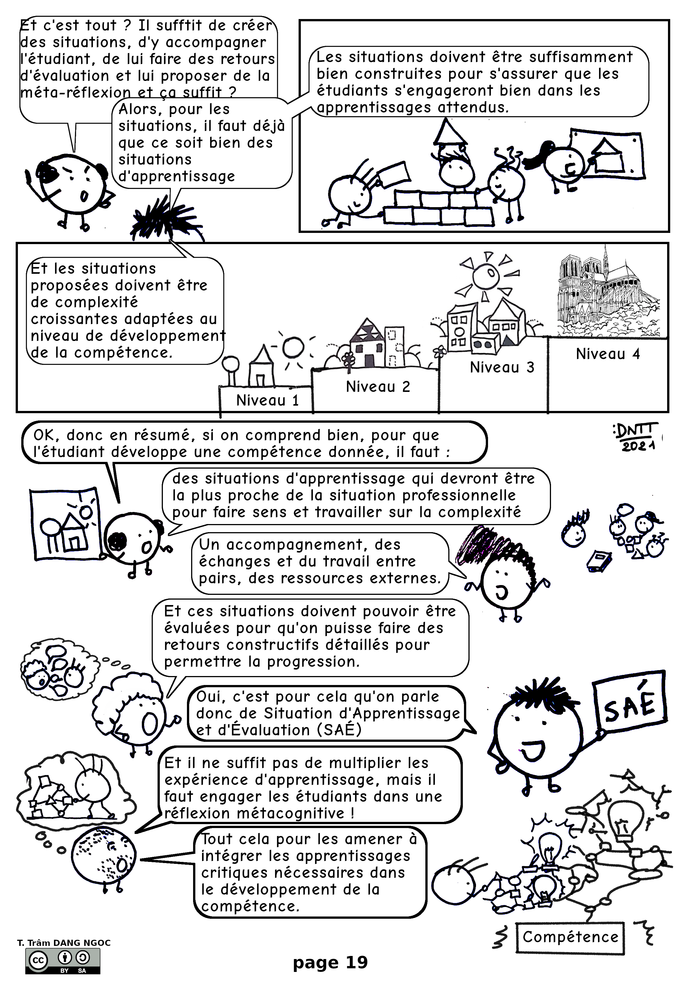 Et c'est tout ? Il sufftit de créer
des situations, d'y accompagner
l'étudiant, de lui faire des retours
d'évaluation et lui proposer de la
méta-réflexion et ça suffit ?
Alors, pour les
situations, il faut déjà
que ce soit bien des
situations
d'apprentissage
Les situations doivent être suffisamment
bien construites pour s'assurer que les
étudiants s'engageront bien dans les
apprentissages attendus.
Et les situations
proposées doivent être
de complexité
croissantes adaptées au
niveau de développement
de la compétence.
Niveau 1
Niveau 2
Niveau 3
Niveau 4
OK, donc en résumé, si on comprend bien, pour que
l'étudiant développe une compétence donnée, il faut :
:DNTT
2021
des situations d'apprentissage qui devront être
la plus proche de la situation professionnelle
pour faire sens et travailler sur la complexité
Un accompagnement, des
échanges et du travail entre
pairs, des ressources externes.
Et ces situations doivent pouvoir être
évaluées pour qu'on puisse faire des
retours constructifs détaillés pour
permettre la progression.
Oui, c'est pour cela qu'on parle
donc de Situation d'Apprentissage
et d'Évaluation (SAÉ)
SAÉ
Et il ne suffit pas de multiplier les
expérience d'apprentissage, mais il
faut engager les étudiants dans une
réflexion métacognitive !
Tout cela pour les amener à
intégrer les apprentissages
critiques nécessaires dans
le développement de la
compétence.
Compétence
T. Trâm DANG NGOC
CC BY SA
page 19